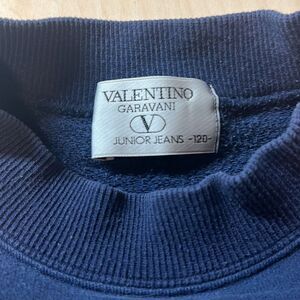 VALENTINO
GARAVANI
V
JUNIOR JEANS -120-